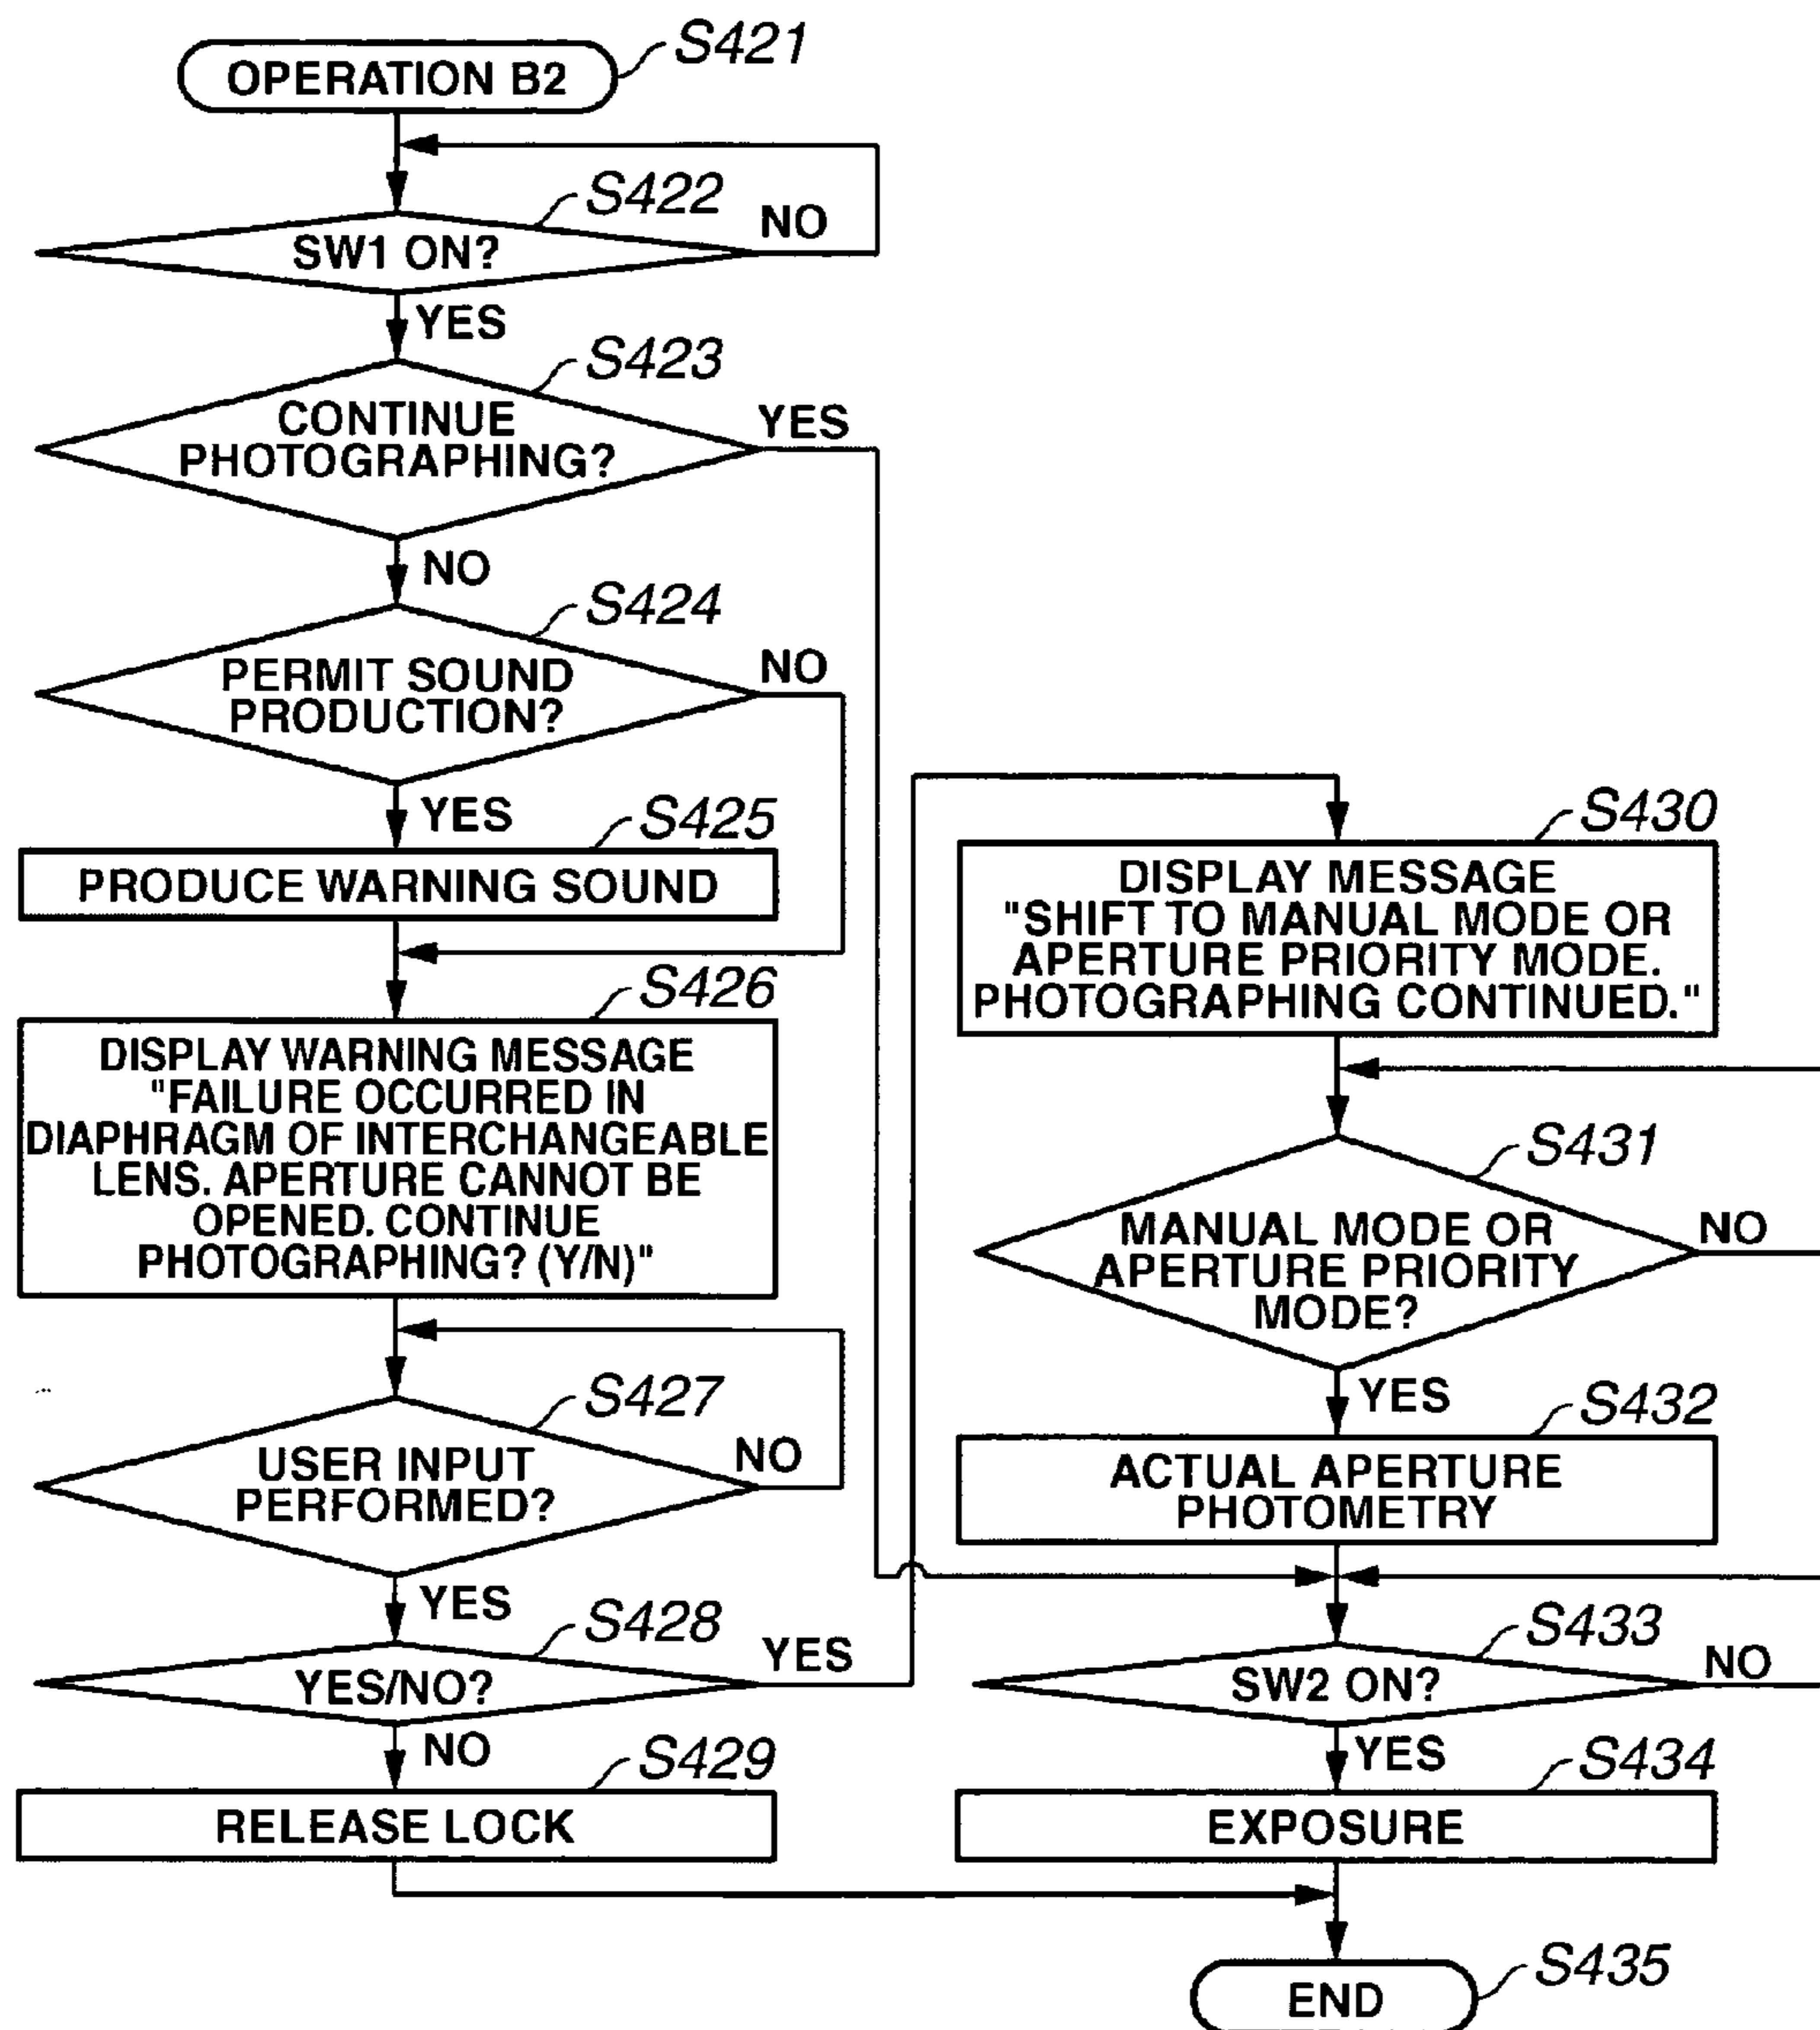 OPERATION B2
S421
S422
SW1 ON?
NO
YES
S423
CONTINUE
PHOTOGRAPHING?
YES
NO
S424
PERMIT SOUND
PRODUCTION?
NO
YES
S425
PRODUCE WARNING SOUND
S426
DISPLAY WARNING MESSAGE
"FAILURE OCCURRED IN
DIAPHRAGM OF INTERCHANGEABLE
LENS. APERTURE CANNOT BE
OPENED. CONTINUE
PHOTOGRAPHING? (Y/N)"
S427
USER INPUT
PERFORMED?
NO
YES
S428
YES/NO?
YES
NO
S429
RELEASE LOCK
S430
DISPLAY MESSAGE
"SHIFT TO MANUAL MODE OR
APERTURE PRIORITY MODE.
PHOTOGRAPHING CONTINUED."
S431
MANUAL MODE OR
APERTURE PRIORITY
MODE?
NO
YES
S432
ACTUAL APERTURE
PHOTOMETRY
S433
SW2 ON?
NO
YES
S434
EXPOSURE
S435
END